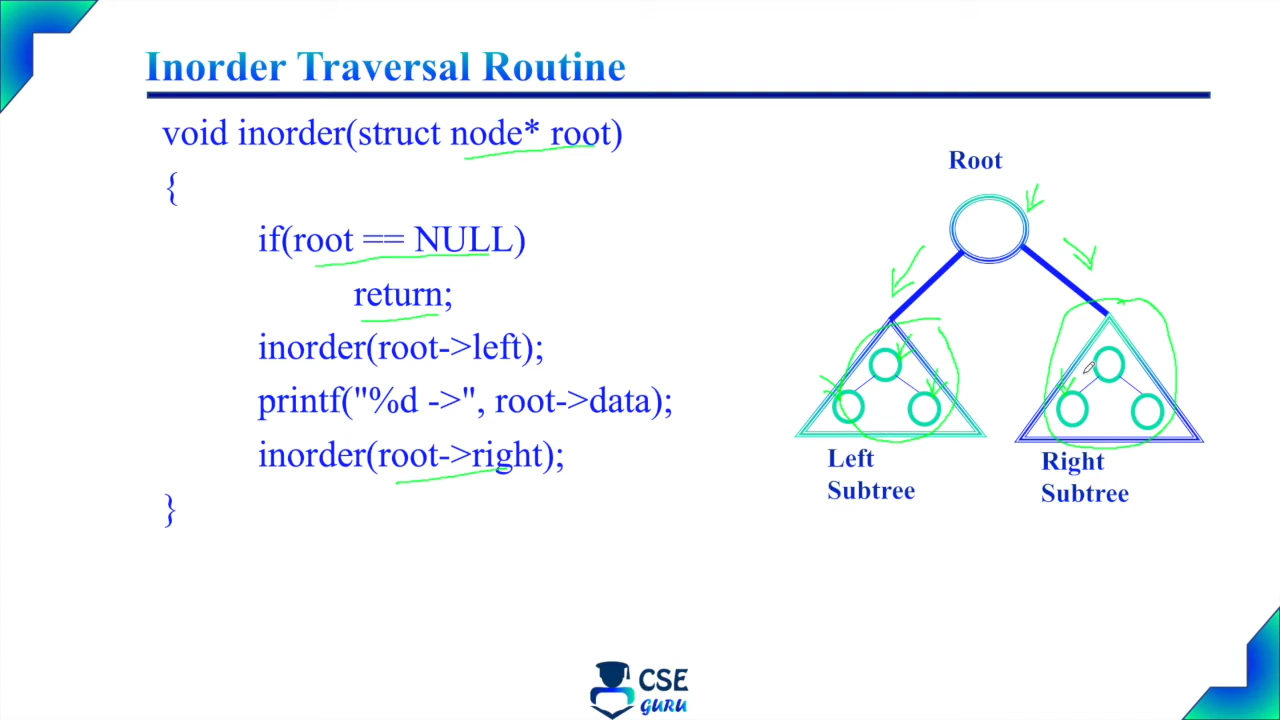 Inorder Traversal Routine
void inorder(struct node* root)
{
if(root == NULL)
return;
inorder(root->left);
printf("%d ->", root->data);
inorder(root->right);
}
Root
Left
Subtree
Right
Subtree
CSE
GURU